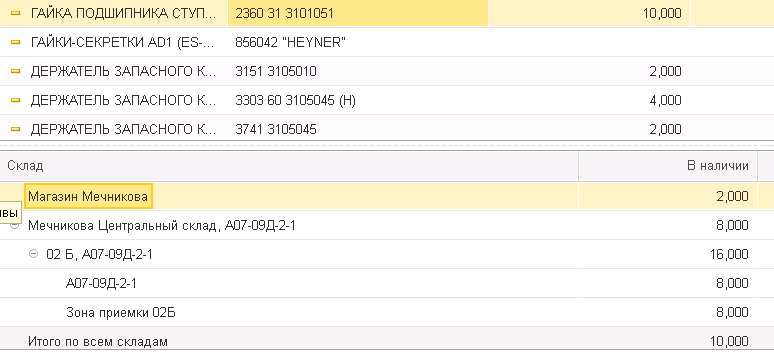 ГАЙКА ПОДШИПНИКА СТУП... 2360 31 3101051 10,000
ГАЙКИ-СЕКРЕТКИ AD1 (ES-... 856042 "HEYNER"
ДЕРЖАТЕЛЬ ЗАПАСНОГО К... 3151 3105010 2,000
ДЕРЖАТЕЛЬ ЗАПАСНОГО К... 3303 60 3105045 (Н) 4,000
ДЕРЖАТЕЛЬ ЗАПАСНОГО К... 3741 3105045 2,000
Склад В наличии
Магазин Мечникова 2,000
Мечникова Центральный склад, А07-09Д-2-1 8,000
02 Б, А07-09Д-2-1 16,000
А07-09Д-2-1 8,000
Зона приемки 02Б 8,000
Итого по всем складам 10,000